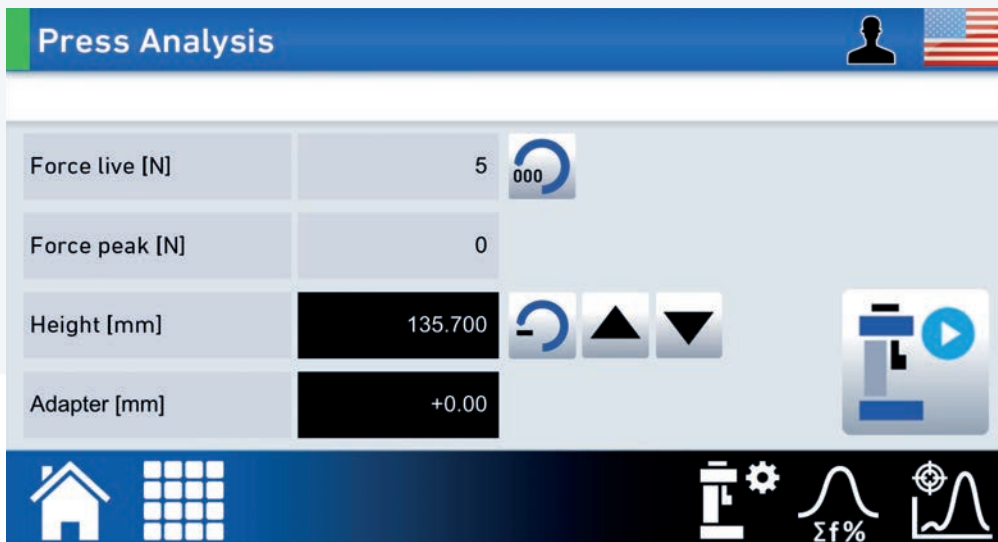 Press Analysis
Force live [N] 5 000
Force peak [N] 0
Height [mm] 135.700
Adapter [mm] +0.00
Σf%